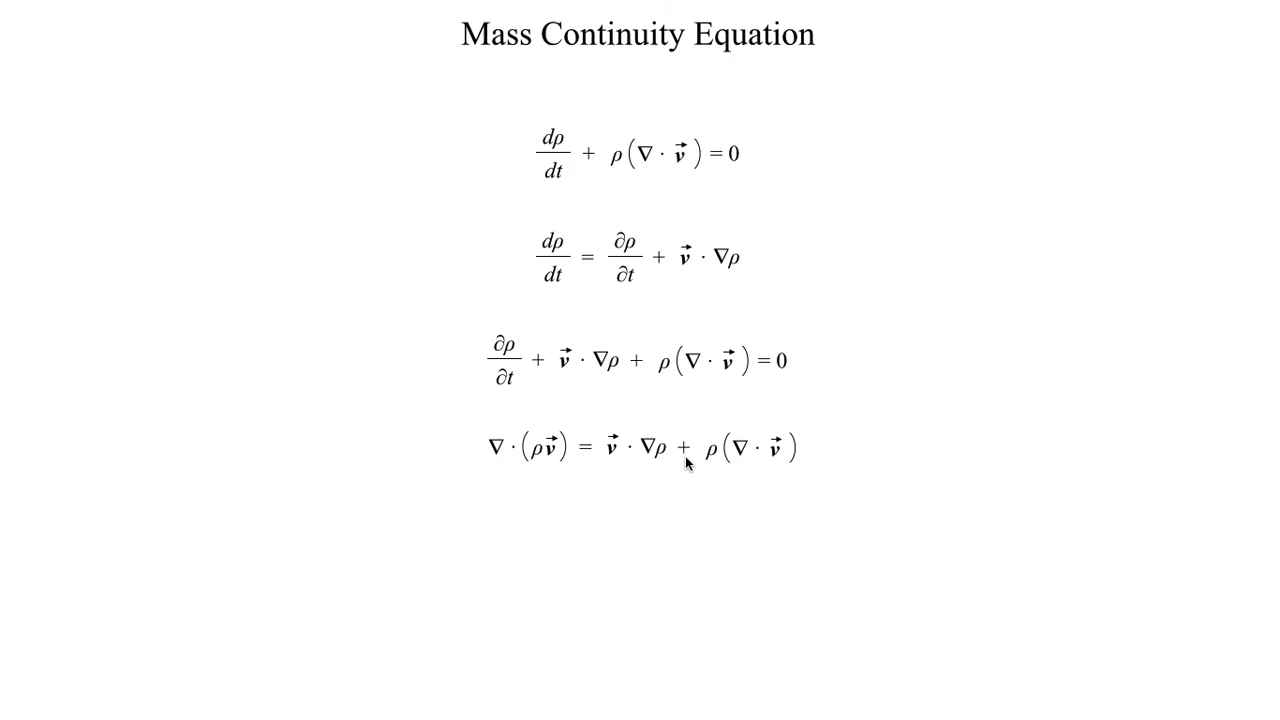 Mass Continuity Equation
dρ/dt + ρ(∇ · v⃗) = 0
dρ/dt = ∂ρ/∂t + v⃗ · ∇ρ
∂ρ/∂t + v⃗ · ∇ρ + ρ(∇ · v⃗) = 0
∇ · (ρv⃗) = v⃗ · ∇ρ + ρ(∇ · v⃗)